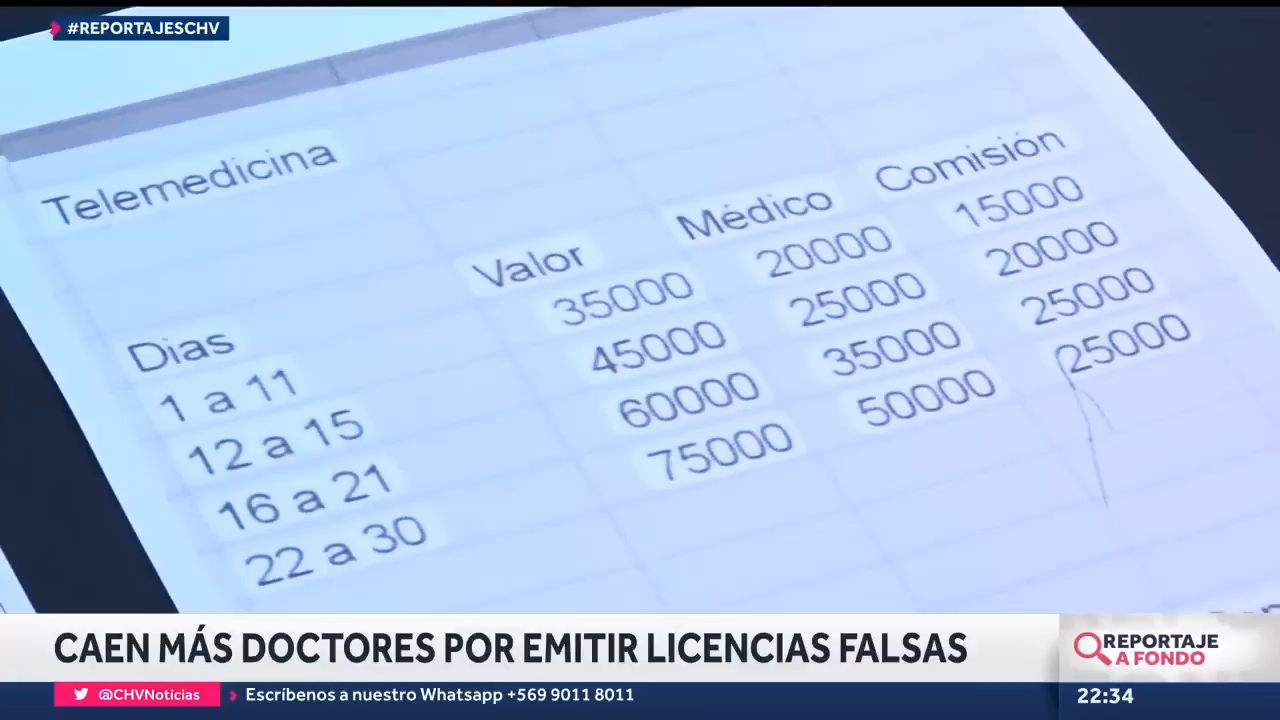 #REPORTAJESCHV
Telemedicina
Valor Médico Comisión
Dias 35000 20000 15000
1 a 11 45000 25000 20000
12 a 15 60000 35000 25000
16 a 21 75000 50000 25000
22 a 30
CAEN MÁS DOCTORES POR EMITIR LICENCIAS FALSAS
REPORTAJE
A FONDO
@CHVNoticias Escríbenos a nuestro Whatsapp +569 9011 8011
22:34